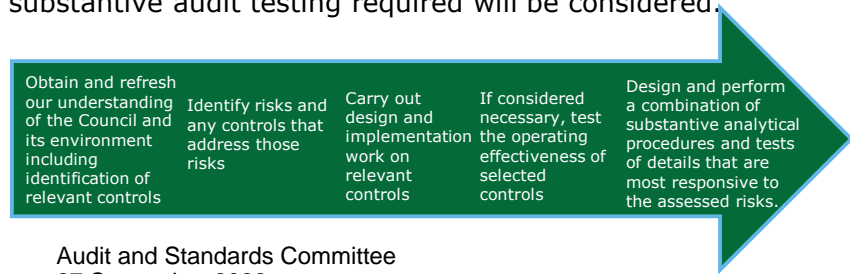 substantive audit testing required will be considered.
Obtain and refresh
our understanding
of the Council and
its environment
including
identification of
relevant controls
Identify risks and
any controls that
address those
risks
Carry out
design and
implementation
work on
relevant
controls
If considered
necessary, test
the operating
effectiveness of
selected
controls
Design and perform
a combination of
substantive analytical
procedures and tests
of details that are
most responsive to
the assessed risks.
Audit and Standards Committee